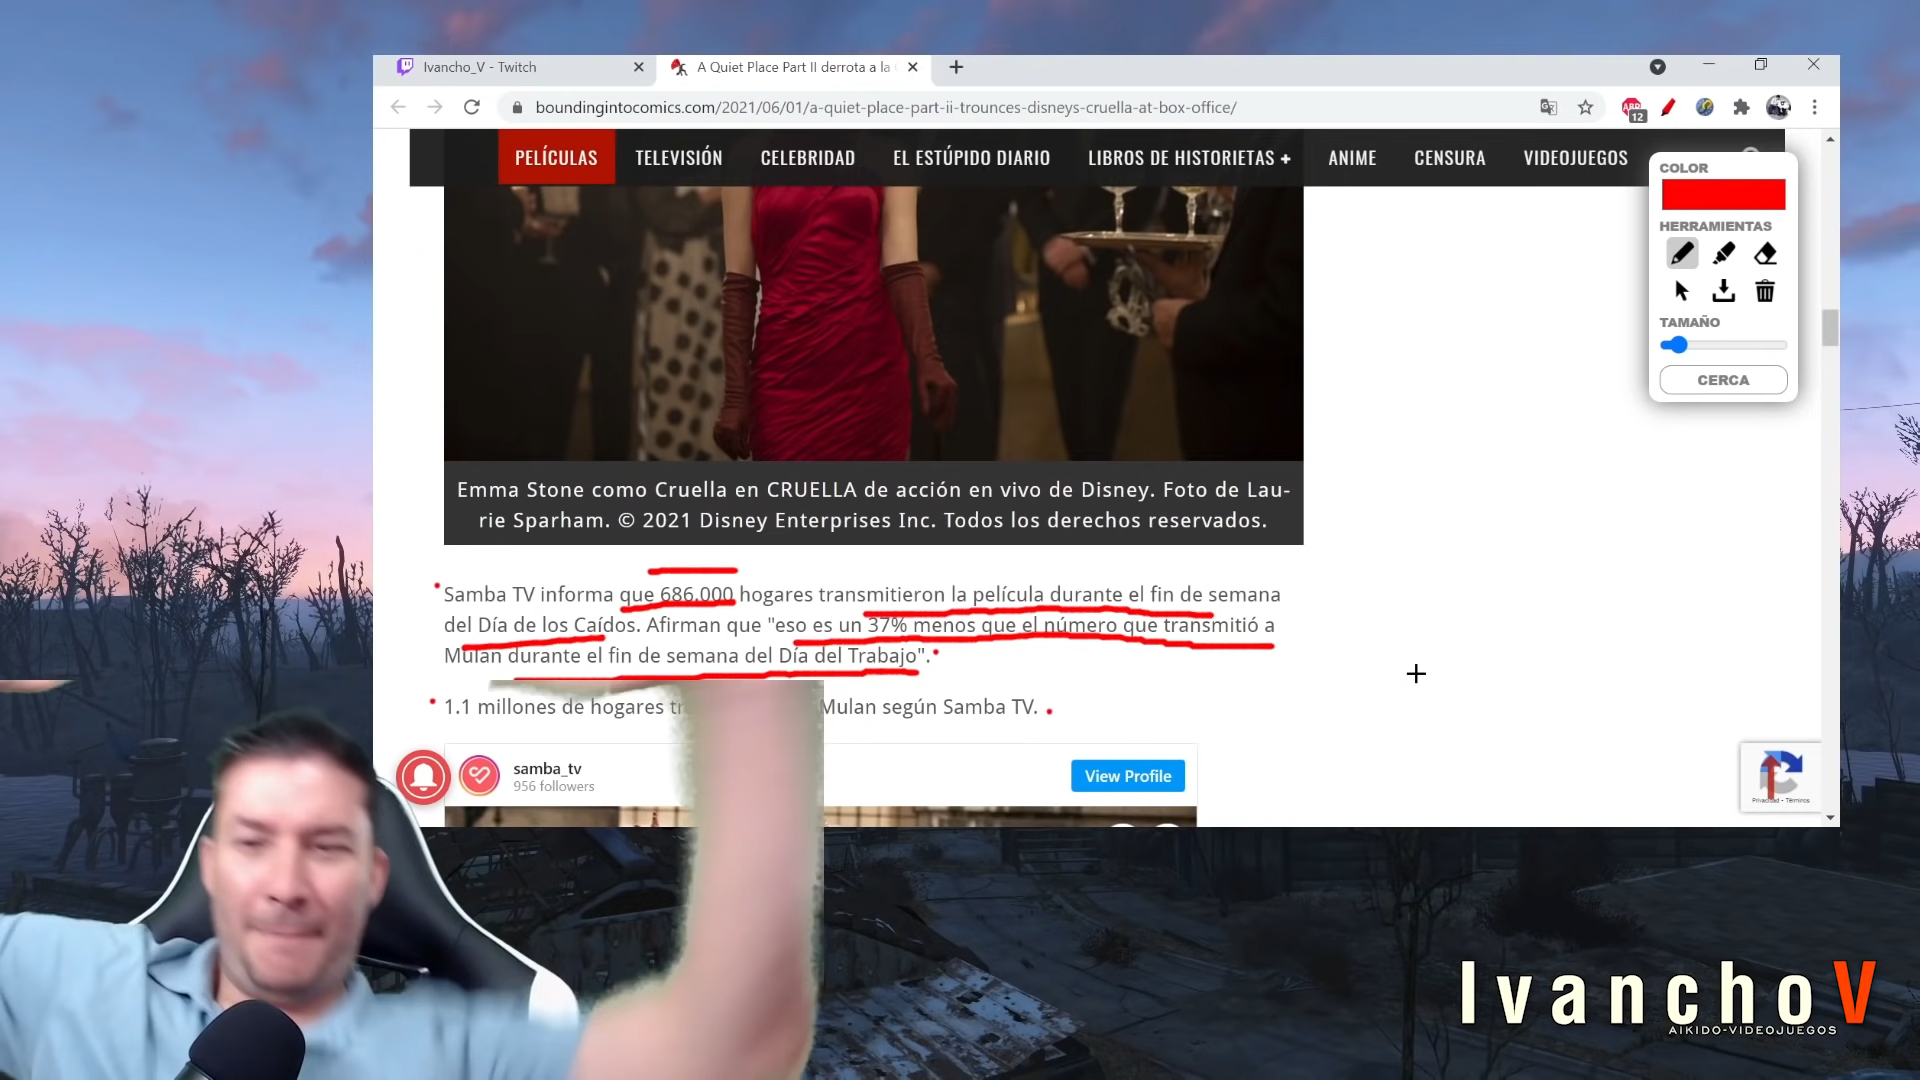 Ivancho_V - Twitch
A Quiet Place Part II derrota a la
boundingintocomics.com/2021/06/01/a-quiet-place-part-ii-trounces-disneys-cruella-at-box-office/
ABP
12
PELÍCULAS TELEVISIÓN CELEBRIDAD EL ESTÚPIDO DIARIO LIBROS DE HISTORIETAS + ANIME CENSURA VIDEOJUEGOS
COLOR
HERRAMIENTAS
TAMAÑO
CERCA
Emma Stone como Cruella en CRUELLA de acción en vivo de Disney. Foto de Lau-
rie Sparham. © 2021 Disney Enterprises Inc. Todos los derechos reservados.
Samba TV informa que 686.000 hogares transmitieron la película durante el fin de semana
del Día de los Caídos. Afirman que "eso es un 37% menos que el número que transmitió a
Mulan durante el fin de semana del Día del Trabajo".
1.1 millones de hogares Mulan según Samba TV.
samba_tv
956 followers
View Profile
Privacidad - Términos
IvanchoV
AIKIDO-VIDEOJUEGOS